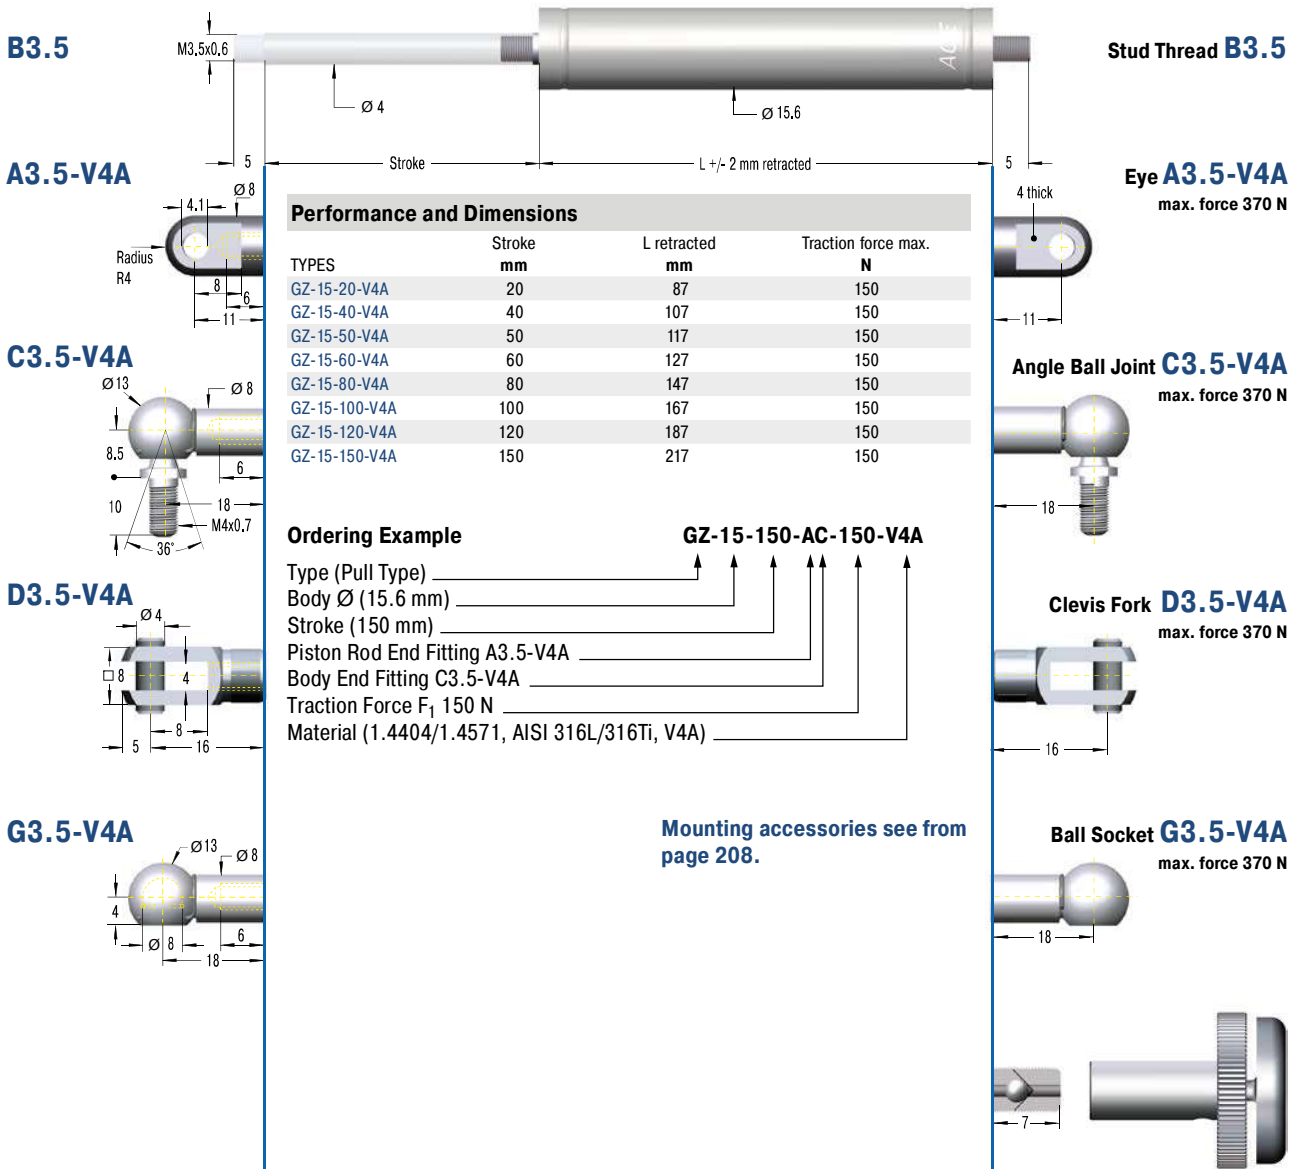 B3.5
M3,5x0.6
Ø 4
ACE
Ø 15.6
Stud Thread B3.5
5
Stroke
L +/- 2 mm retracted
5
A3.5-V4A
4.1
Ø 8
Radius
R4
8
6
11
Eye A3.5-V4A
max. force 370 N
4 thick
11
Performance and Dimensions
TYPES
Stroke
mm
L retracted
mm
Traction force max.
N
GZ-15-20-V4A 20 87 150
GZ-15-40-V4A 40 107 150
GZ-15-50-V4A 50 117 150
GZ-15-60-V4A 60 127 150
GZ-15-80-V4A 80 147 150
GZ-15-100-V4A 100 167 150
GZ-15-120-V4A 120 187 150
GZ-15-150-V4A 150 217 150
C3.5-V4A
Ø13
Ø 8
8.5
6
10
18
M4x0.7
36°
Angle Ball Joint C3.5-V4A
max. force 370 N
18
Ordering Example GZ-15-150-AC-150-V4A
Type (Pull Type)
Body Ø (15.6 mm)
Stroke (150 mm)
Piston Rod End Fitting A3.5-V4A
Body End Fitting C3.5-V4A
Traction Force F1 150 N
Material (1.4404/1.4571, AISI 316L/316Ti, V4A)
D3.5-V4A
Ø 4
□ 8
4
8
5
16
Clevis Fork D3.5-V4A
max. force 370 N
16
G3.5-V4A
Ø13
Ø 8
4
Ø 8
6
18
Mounting accessories see from
page 208.
Ball Socket G3.5-V4A
max. force 370 N
18
7